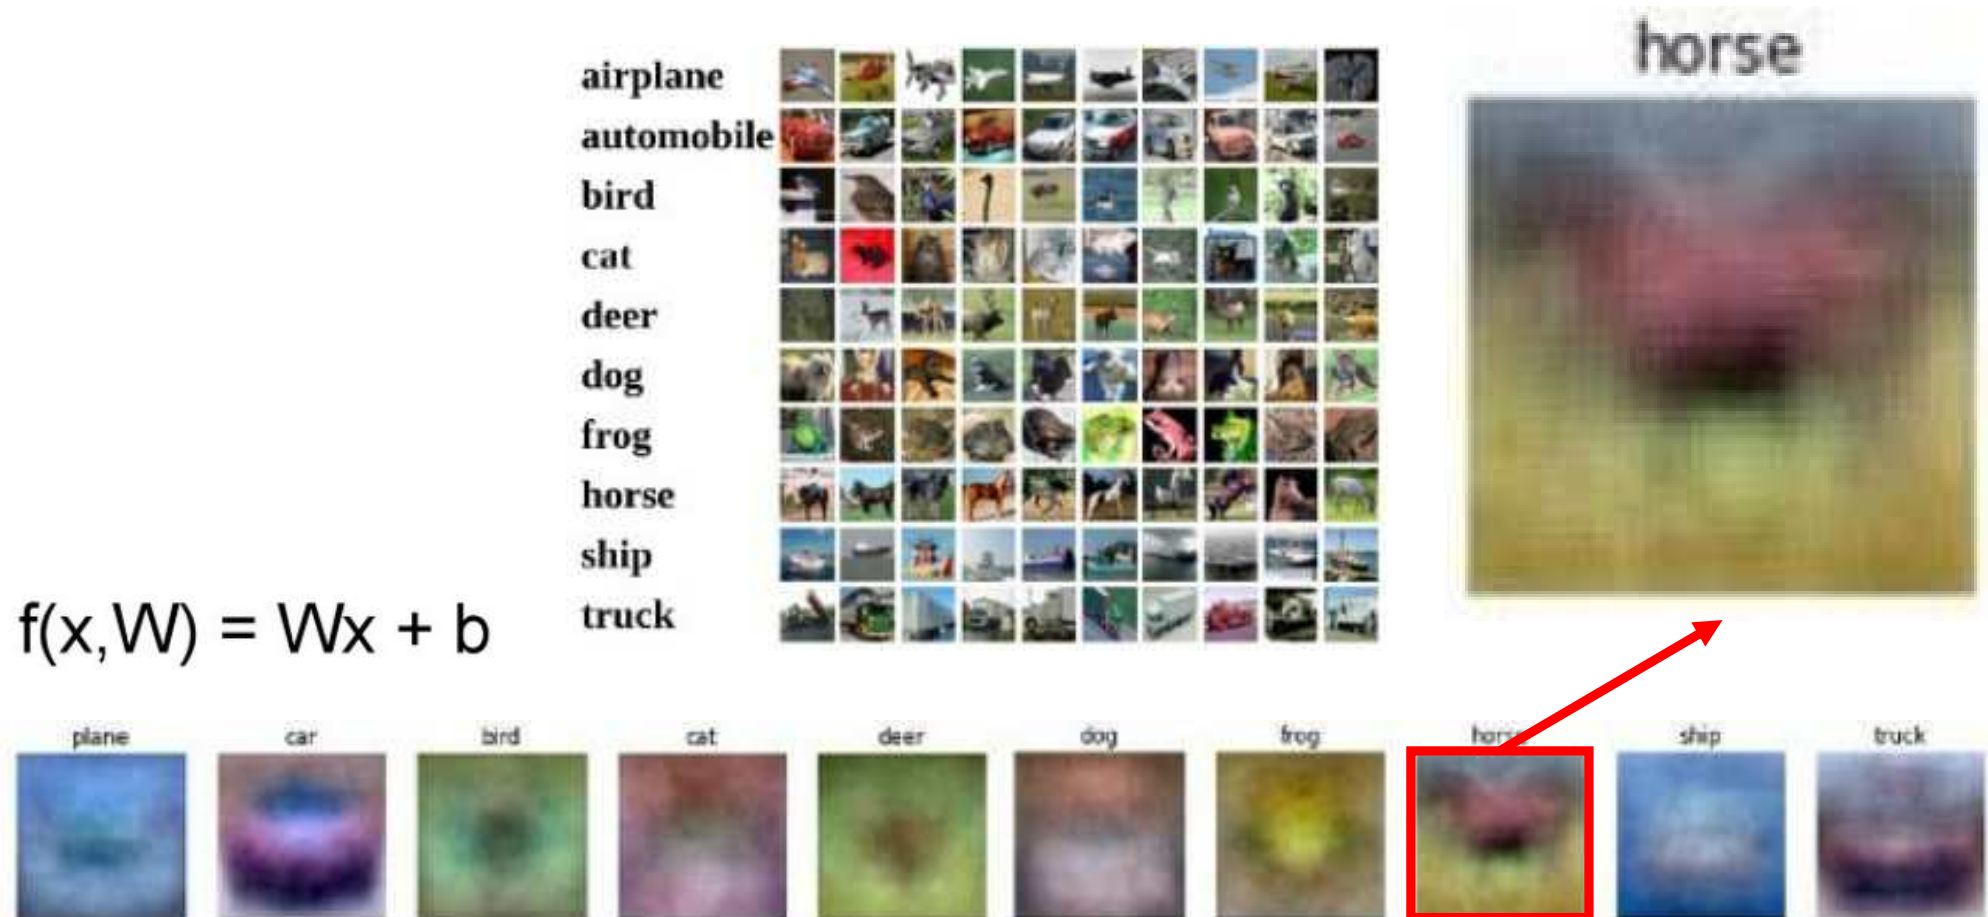 airplane
automobile
bird
cat
deer
dog
frog
horse
ship
truck
horse
f(x,W) = Wx + b
plane
car
bird
cat
deer
dog
frog
horse
ship
truck